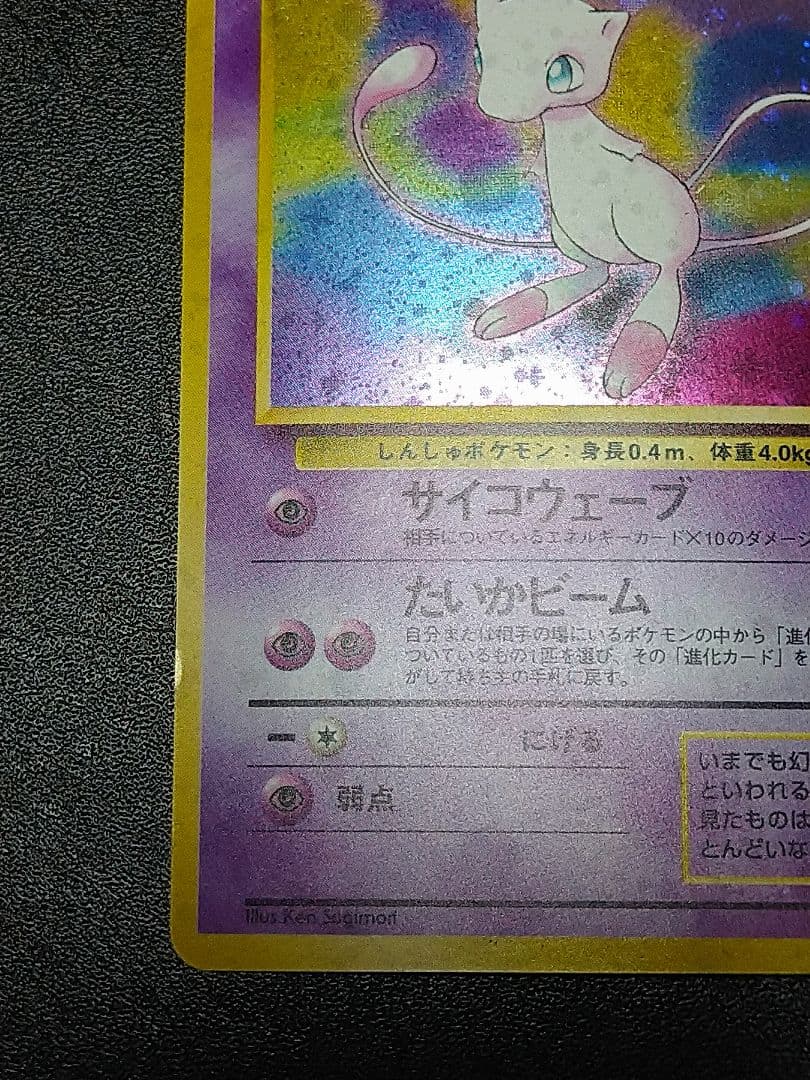 しんしゅポケモン：身長0.4m、体重4.0kg
サイコウェーブ
相手についているエネルギーカード×10のダメージ
たいかビーム
自分または相手の場にいるポケモンの中から「進化
ついているもの1匹を選び、その「進化カード」を
がして持ち主の手札に戻す。
にげる
弱点
いまでも幻
といわれる
見たものは
とんどいな
Illus. Ken Sugimori